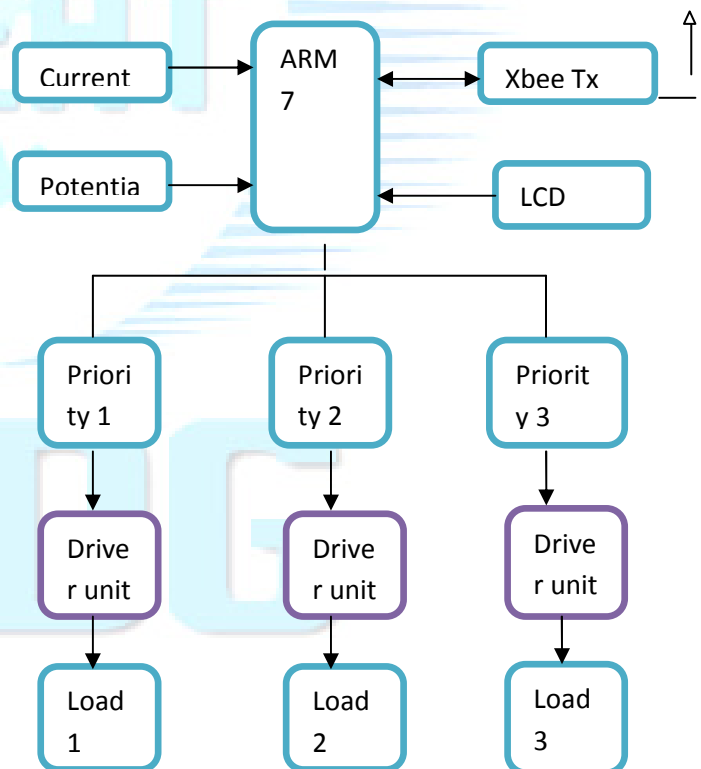 Current
ARM
7
Xbee Tx
Potentia
LCD
Priori
ty 1
Priori
ty 2
Priorit
y 3
Drive
r unit
Drive
r unit
Drive
r unit
Load
1
Load
2
Load
3